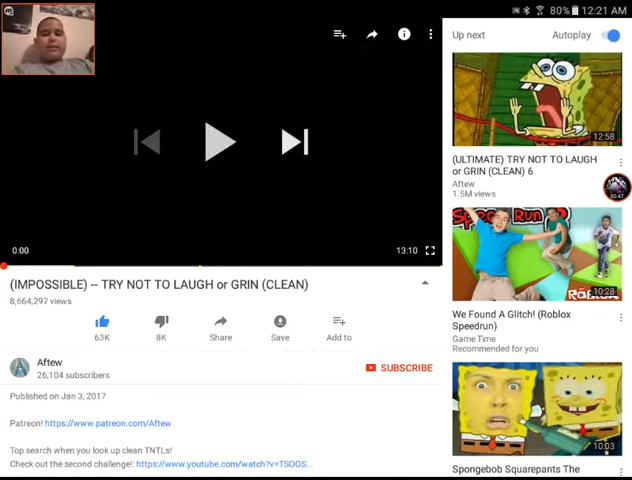 80% 12:21 AM
Up next
Autoplay
0:00
13:10
(IMPOSSIBLE) -- TRY NOT TO LAUGH or GRIN (CLEAN)
8,664,297 views
63K
8K
Share
Save
Add to
Aftew
26,104 subscribers
SUBSCRIBE
Published on Jan 3, 2017
Patreon! https://www.patreon.com/Aftew
Top search when you look up clean TNTLs!
Check out the second challenge!: https://www.youtube.com/watch?v=TSOOS...
12:58
(ULTIMATE) TRY NOT TO LAUGH
or GRIN (CLEAN) 6
Aftew
1.5M views
00:47
Speed Run
ROBLOX
10:28
We Found A Glitch! (Roblox
Speedrun)
Game Time
Recommended for you
10:03
Spongebob Squarepants The